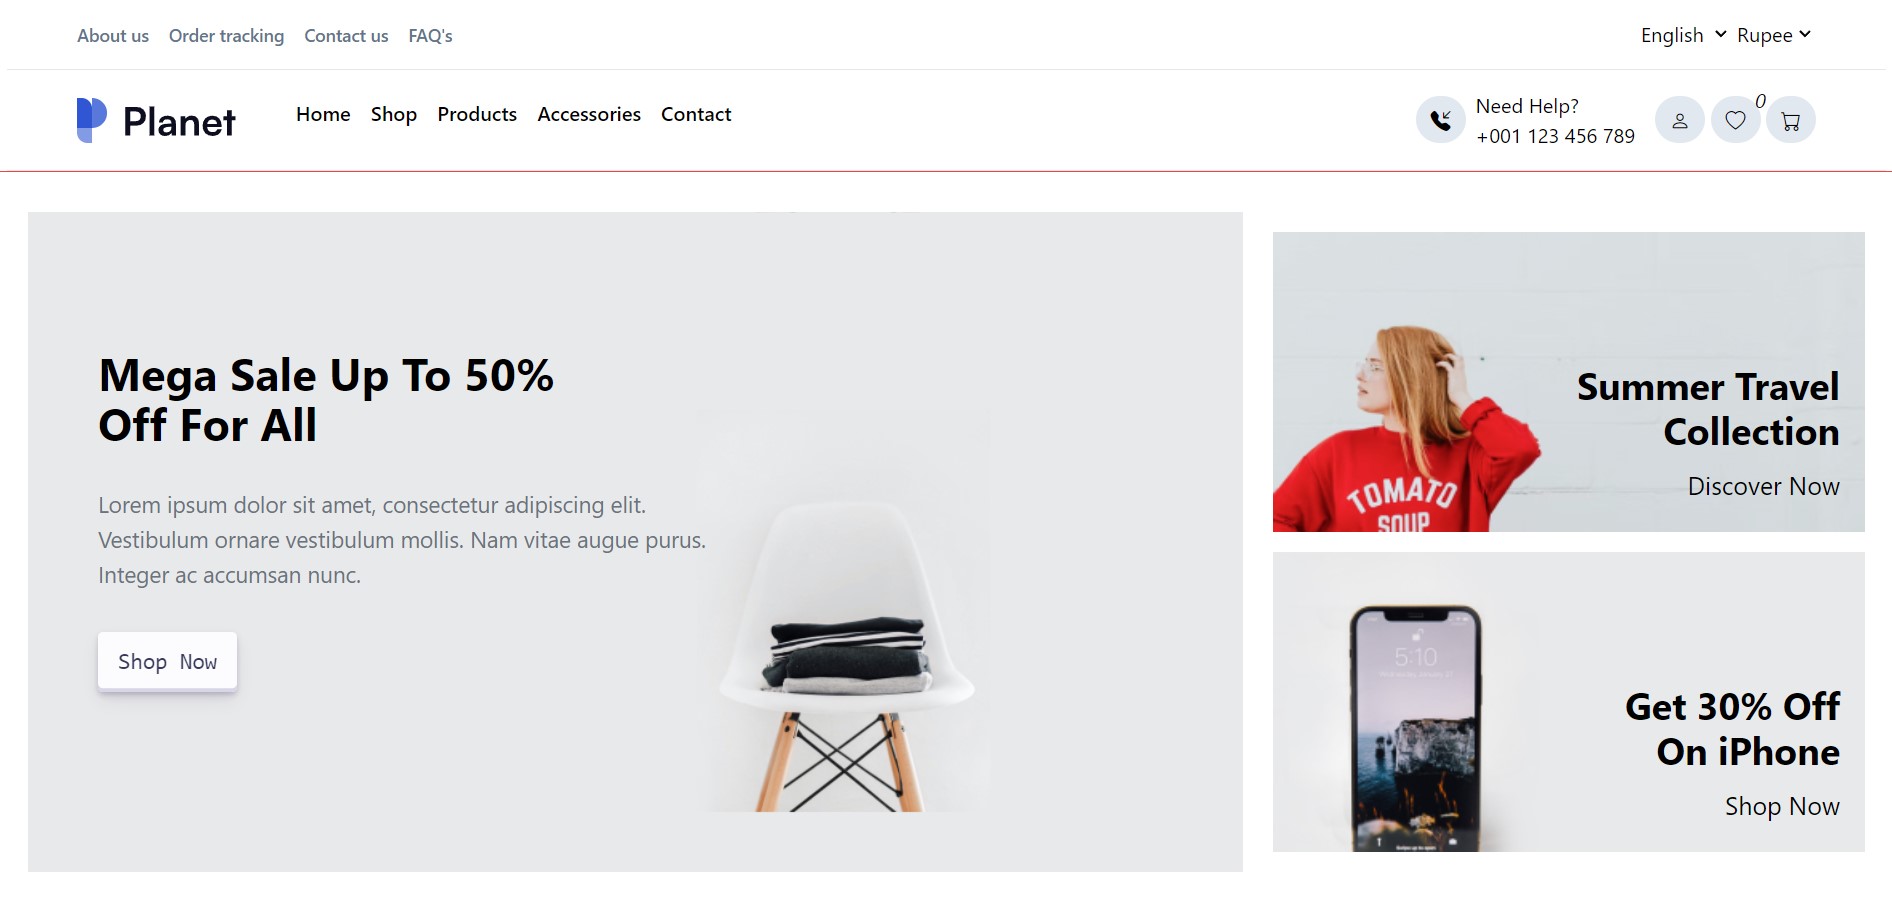 About us Order tracking Contact us FAQ's English Rupee
Planet Home Shop Products Accessories Contact
Need Help?
+001 123 456 789
0
Mega Sale Up To 50%
Off For All
Lorem ipsum dolor sit amet, consectetur adipiscing elit.
Vestibulum ornare vestibulum mollis. Nam vitae augue purus.
Integer ac accumsan nunc.
Shop Now
TOMATO
SOUP
Summer Travel
Collection
Discover Now
5:10
Get 30% Off
On iPhone
Shop Now